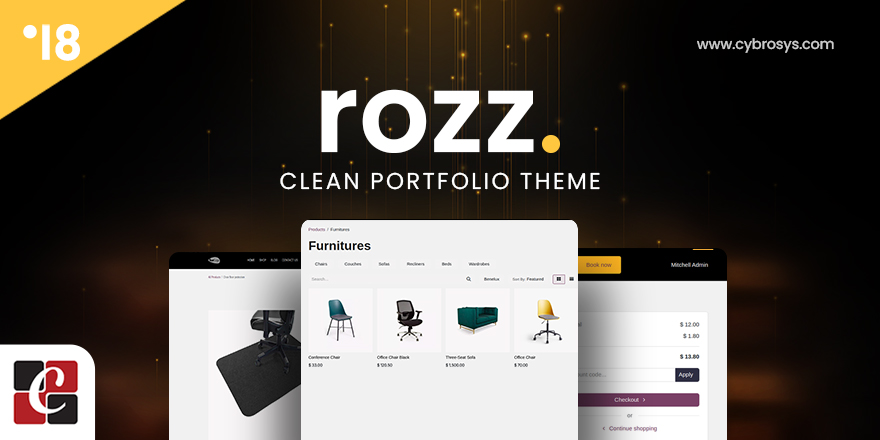 18
www.cybrosys.com
rozz.
CLEAN PORTFOLIO THEME
HOME SHOP BLOG CONTACT US
Products / Furnitures
Furnitures
Chairs Couches Sofas Recliners Beds Wardrobes
Search...
Benelux
Sort By: Featured
Conference Chair
$ 33.00
Office Chair Black
$ 120.50
Three-Seat Sofa
$ 1,500.00
Office Chair
$ 70.00
Book now
Mitchell Admin
$ 12.00
$ 1.80
$ 13.80
code...
Apply
Checkout
or
Continue shopping
C